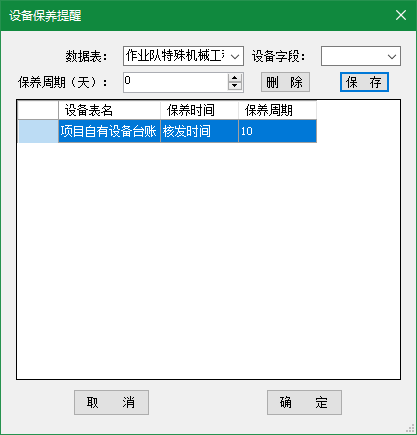 设备保养提醒
数据表： 作业队特殊机械工 设备字段：
保养周期（天）： 0 删 除 保 存
设备表名 保养时间 保养周期
项目自有设备台账 核发时间 10
取 消 确 定